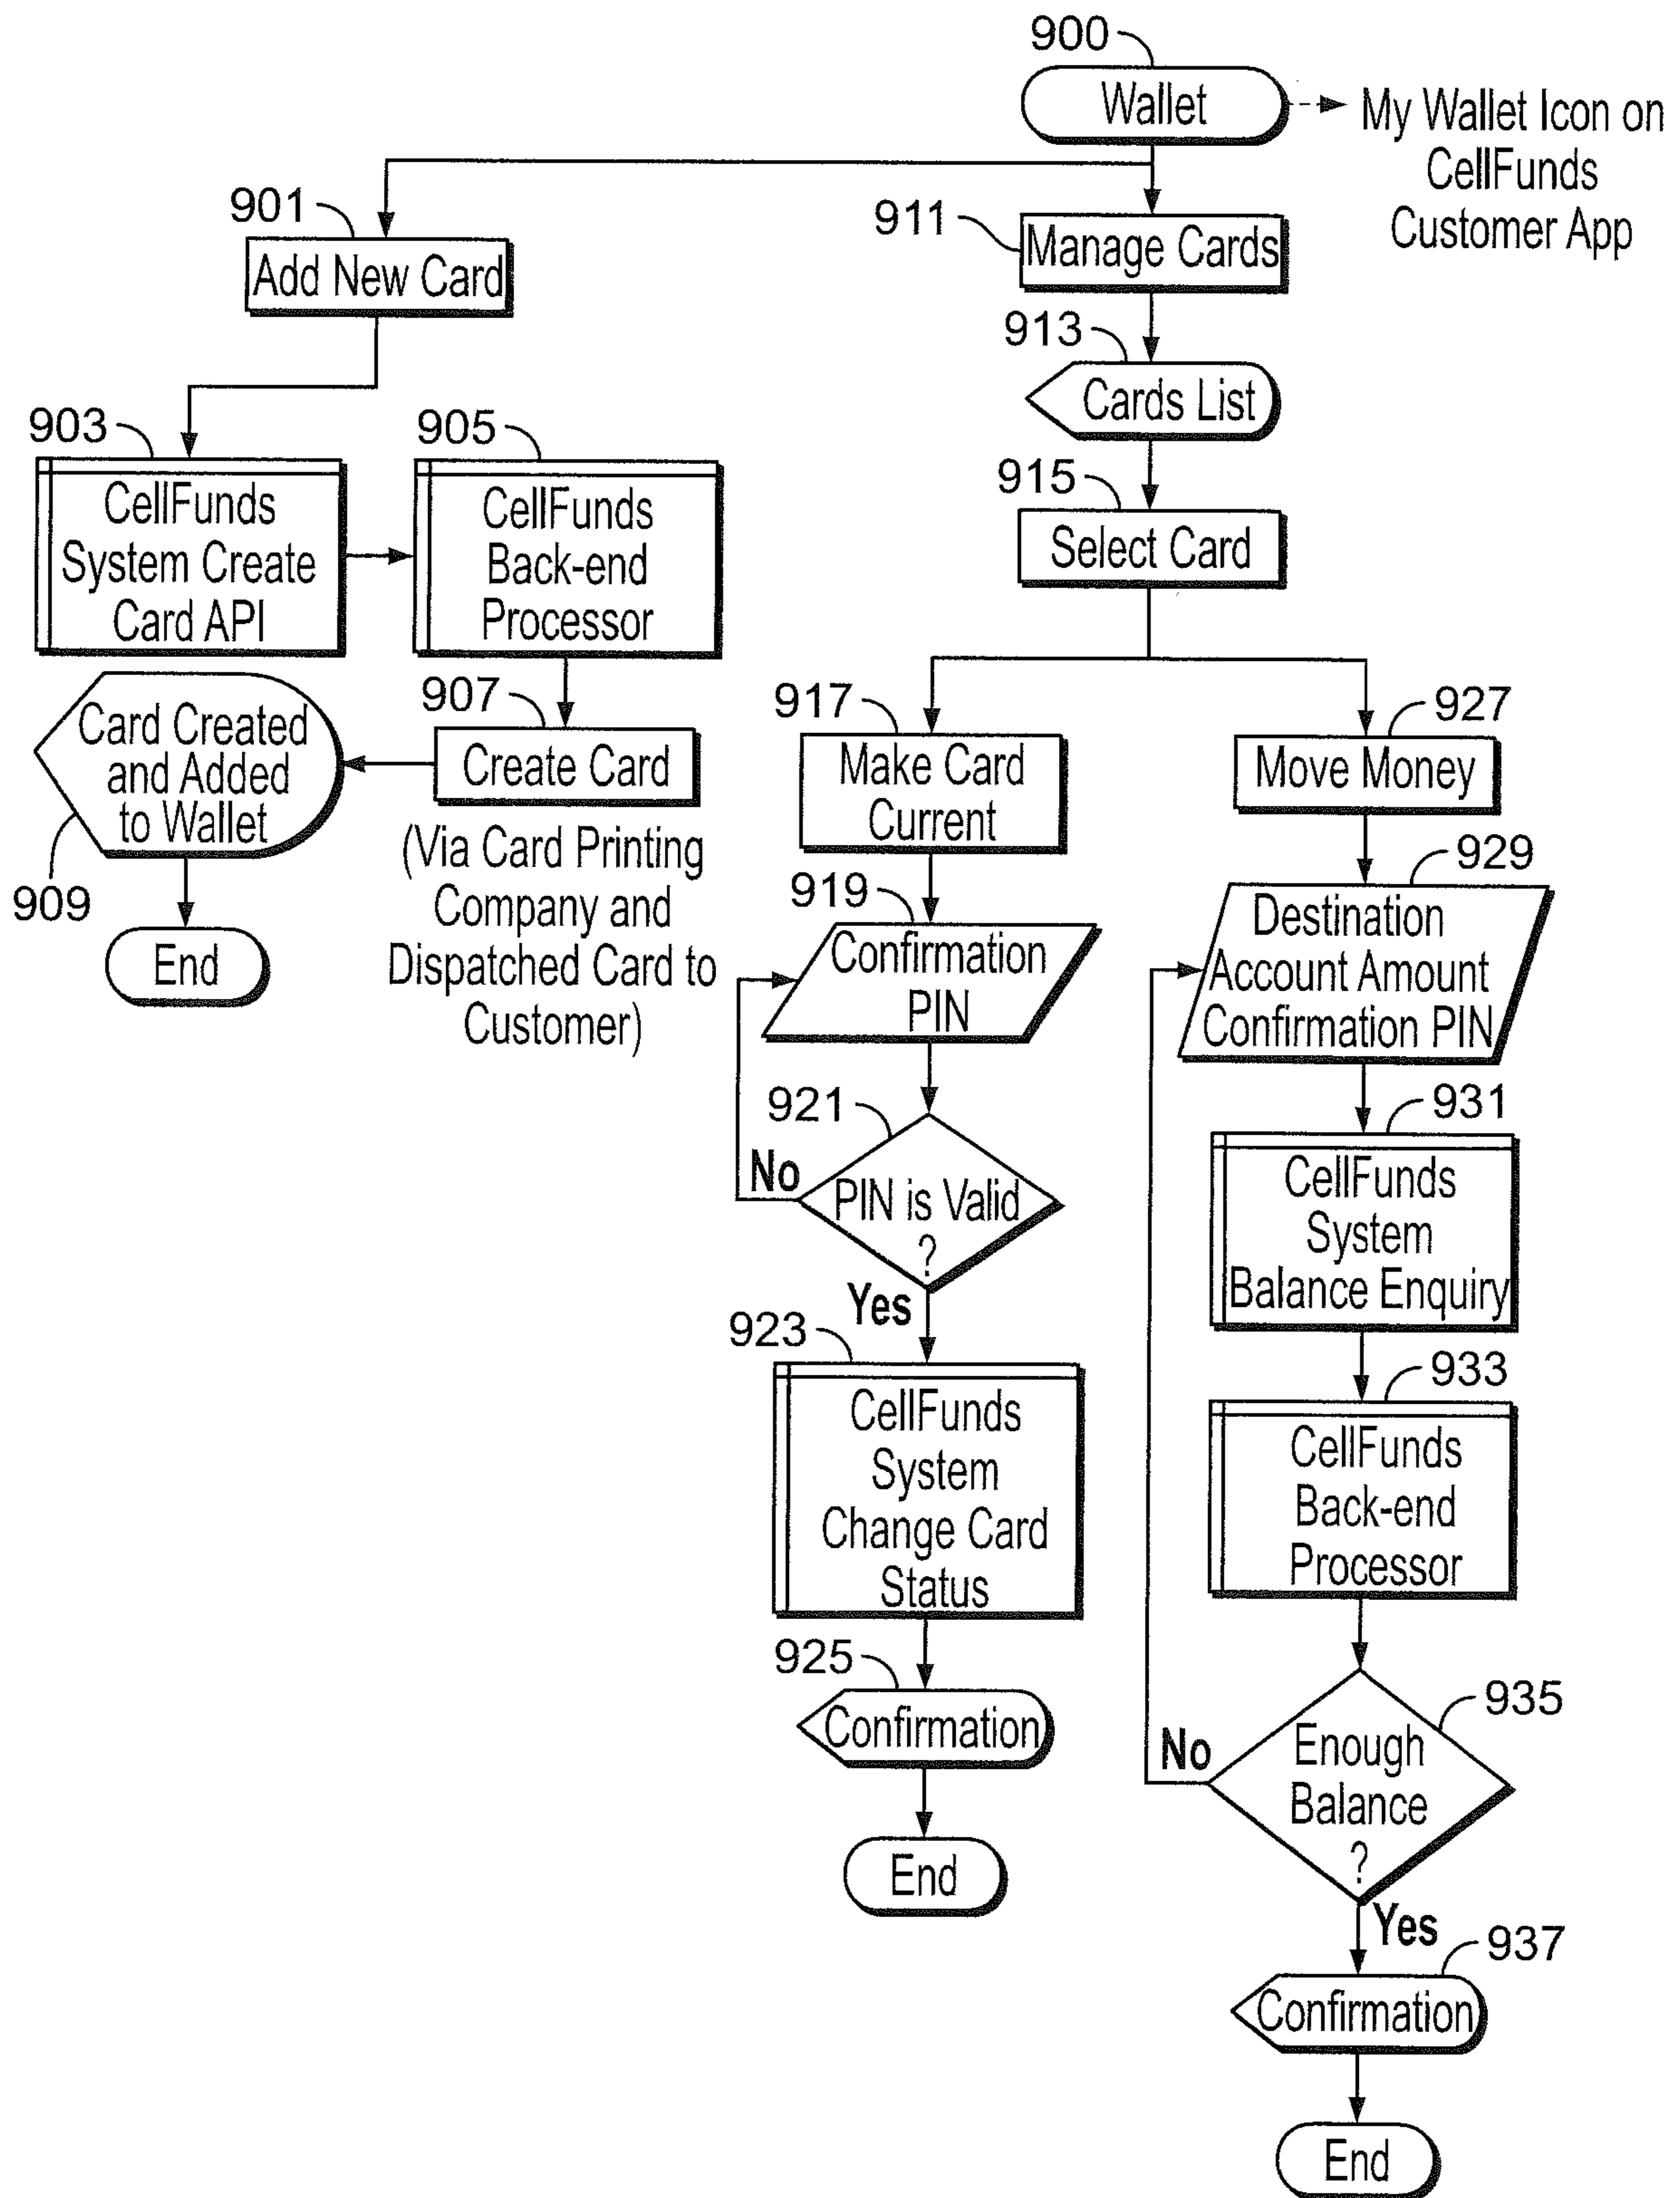 900
Wallet
My Wallet Icon on
CellFunds
Customer App
901
Add New Card
911
Manage Cards
913
Cards List
903
CellFunds
System Create
Card API
905
CellFunds
Back-end
Processor
915
Select Card
907
Create Card
(Via Card Printing
Company and
Dispatched Card to
Customer)
Card Created
and Added
to Wallet
909
End
917
Make Card
Current
919
Confirmation
PIN
921
PIN is Valid
?
No
Yes
923
CellFunds
System
Change Card
Status
925
Confirmation
End
927
Move Money
929
Destination
Account Amount
Confirmation PIN
931
CellFunds
System
Balance Enquiry
933
CellFunds
Back-end
Processor
935
Enough
Balance
?
No
Yes
937
Confirmation
End